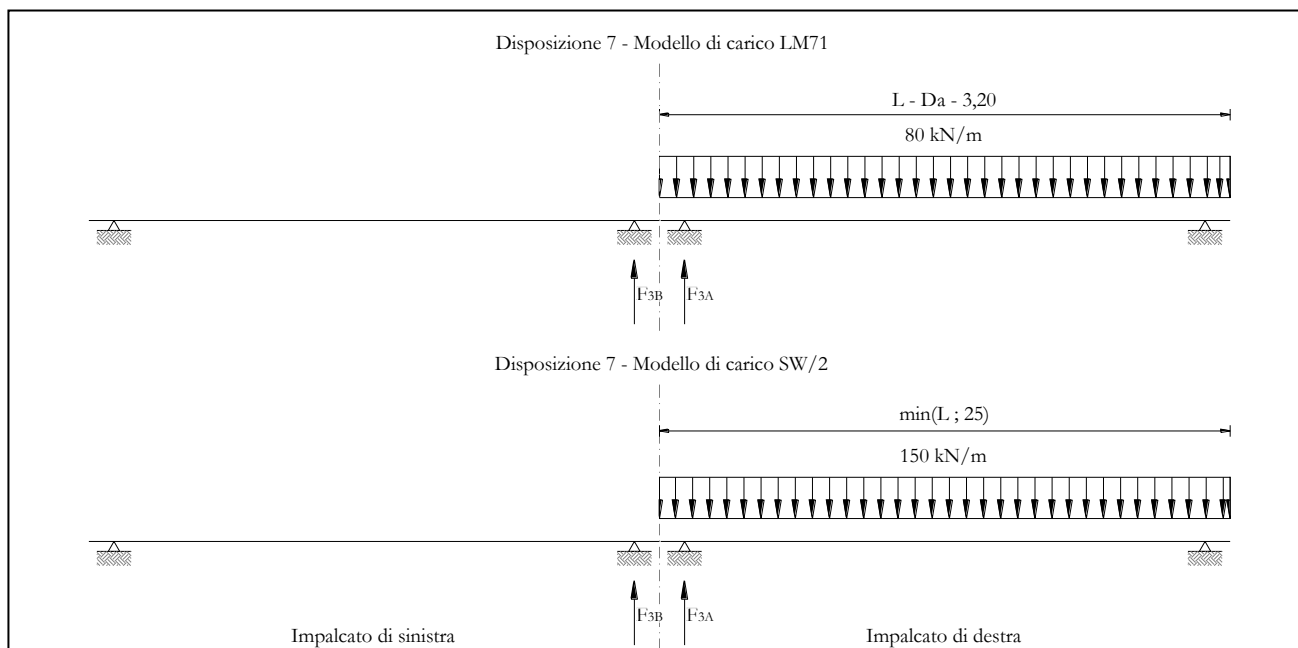 Disposizione 7 - Modello di carico LM71
L - Da - 3,20
80 kN/m
F3B
F3A
Disposizione 7 - Modello di carico SW/2
min(L ; 25)
150 kN/m
F3B
F3A
Impalcato di sinistra
Impalcato di destra